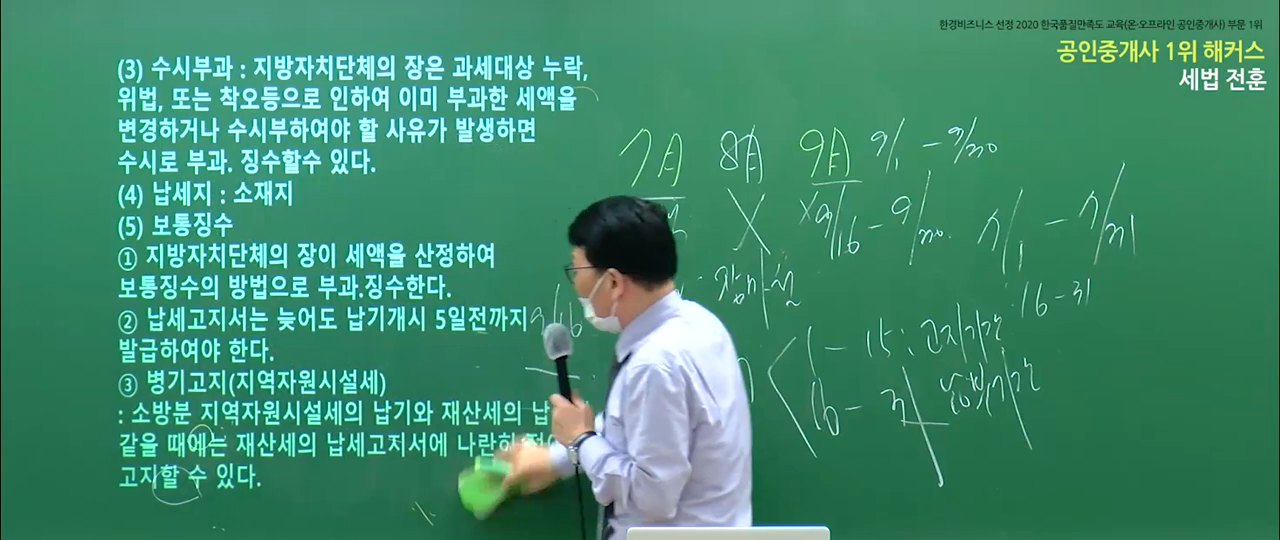 한경비즈니스 선정 2020 한국품질만족도 교육(온·오프라인 공인중개사) 부문 1위
공인중개사 1위 해커스
세법 전훈
(3) 수시부과 : 지방자치단체의 장은 과세대상 누락,
위법, 또는 착오등으로 인하여 이미 부과한 세액을
변경하거나 수시부하여야 할 사유가 발생하면
수시로 부과. 징수할수 있다.
(4) 납세지 : 소재지
(5) 보통징수
① 지방자치단체의 장이 세액을 산정하여
보통징수의 방법으로 부과.징수한다.
② 납세고지서는 늦어도 납기개시 5일전까지
발급하여야 한다.
③ 병기고지(지역자원시설세)
: 소방분 지역자원시설세의 납기와 재산세의 납
같을 때에는 재산세의 납세고지서에 나란히
고지할 수 있다.
7月 8月 9月 9/1 - 9/30
X X 9/16 - 9/30 7/1 - 7/31
16 - 31
1 - 15 : 고지기간
16 - 31 납부기간
9/16